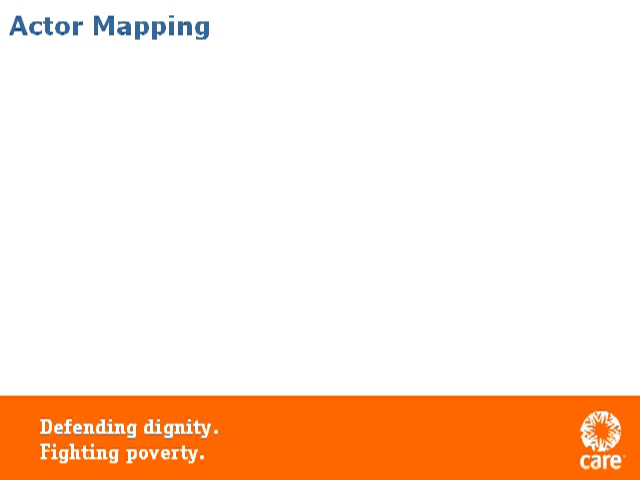 Actor Mapping
Defending dignity.
Fighting poverty.
care